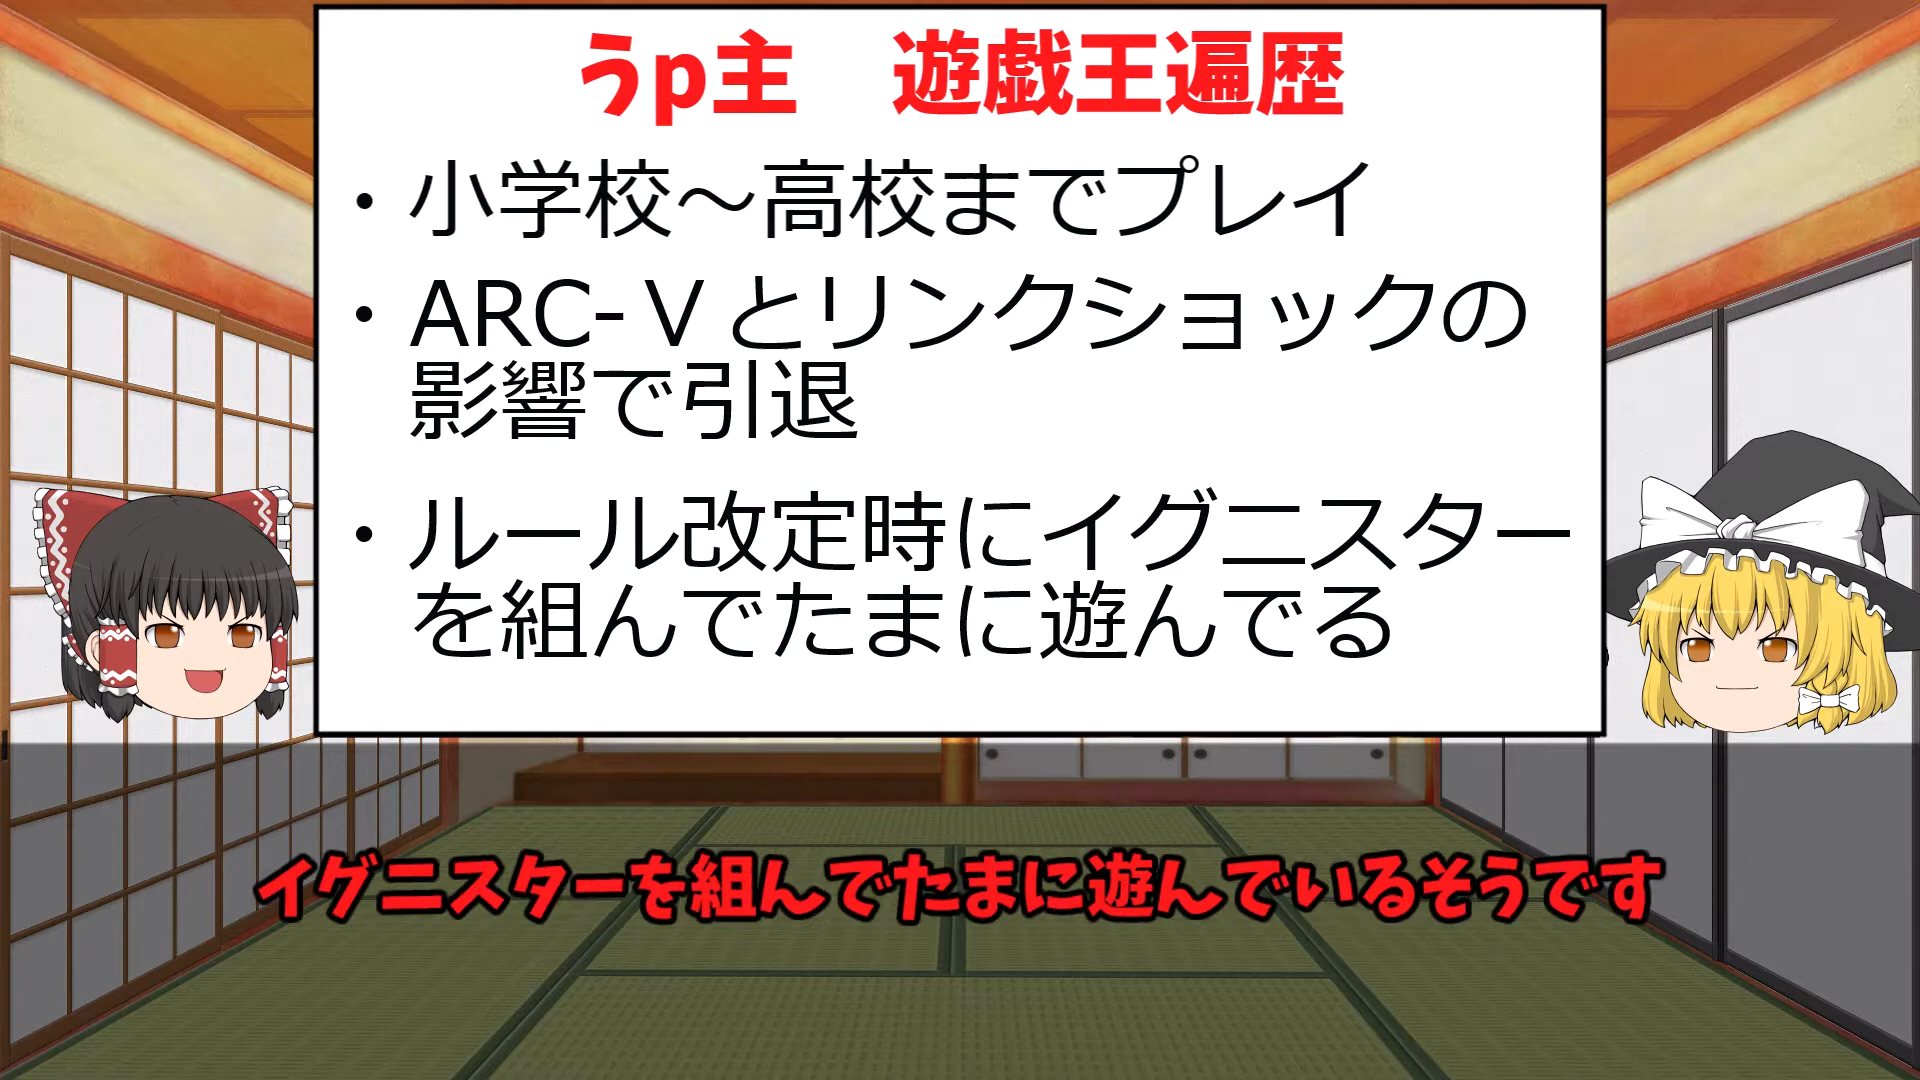 うp主　遊戯王遍歴
・小学校～高校までプレイ
・ARC-Ｖとリンクショックの
影響で引退
・ルール改定時にイグニスター
を組んでたまに遊んでる
イグニスターを組んでたまに遊んでいるそうです